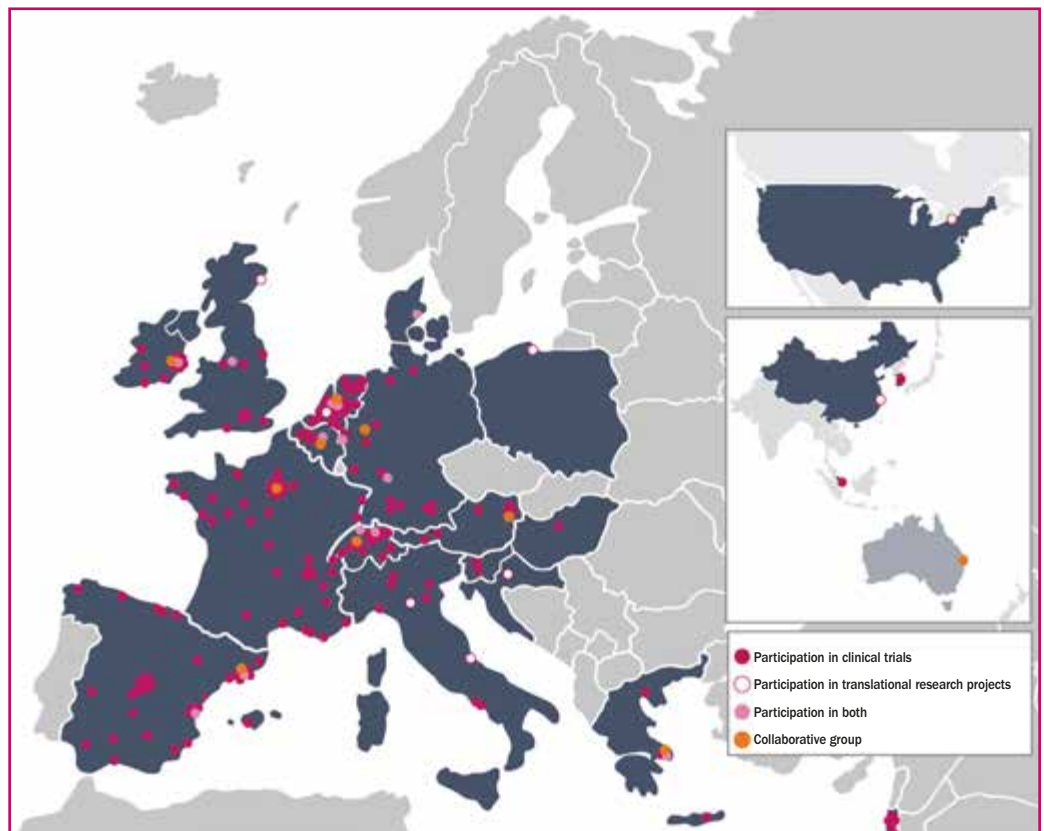 Participation in clinical trials
Participation in translational research projects
Participation in both
Collaborative group